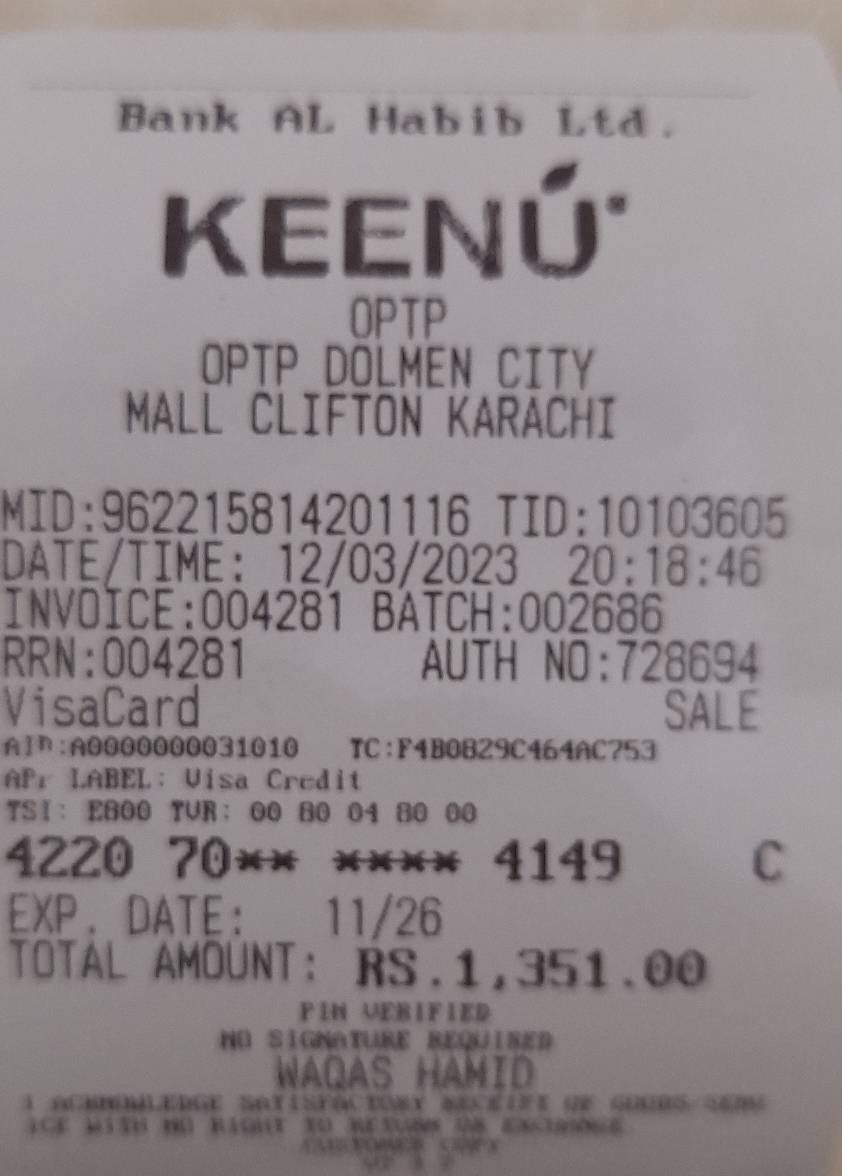 Bank AL Habib Ltd.
KEENÚ
OPTP
OPTP DOLMEN CITY
MALL CLIFTON KARACHI
MID:962215814201116 TID:10103605
DATE/TIME: 12/03/2023 20:18:46
INVOICE:004281 BATCH:002686
RRN:004281 AUTH NO:728694
VisaCard SALE
AID:A0000000031010 TC:F4B0829C464AC753
APP LABEL: Visa Credit
TSI: E800 TVR: 00 80 04 80 00
4220 70** **** 4149 C
EXP. DATE: 11/26
TOTAL AMOUNT: RS.1,351.00
PIN VERIFIED
NO SIGNATURE REQUIRED
WAQAS HAMID
I ACKNOWLEDGE SATISFACTORY RECEIPT OF GOODS/SERV
ICE WITH NO RIGHT TO RETURN OR EXCHANGE.
CUSTOMER COPY